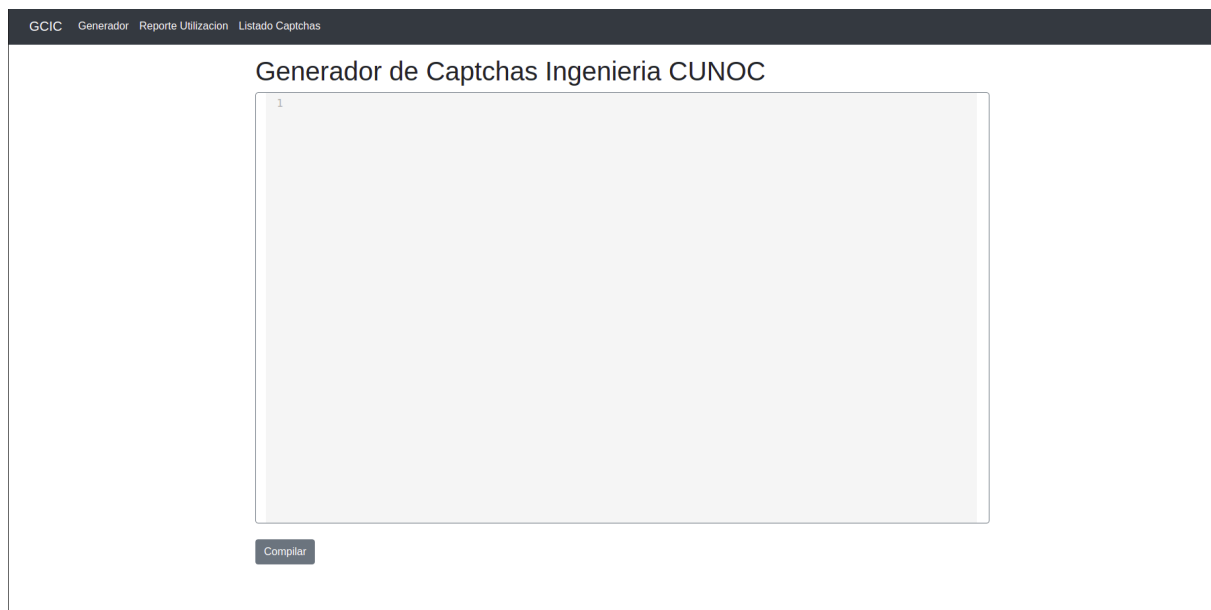 GCIC Generador Reporte Utilizacion Listado Captchas
Generador de Captchas Ingenieria CUNOC
1
Compilar